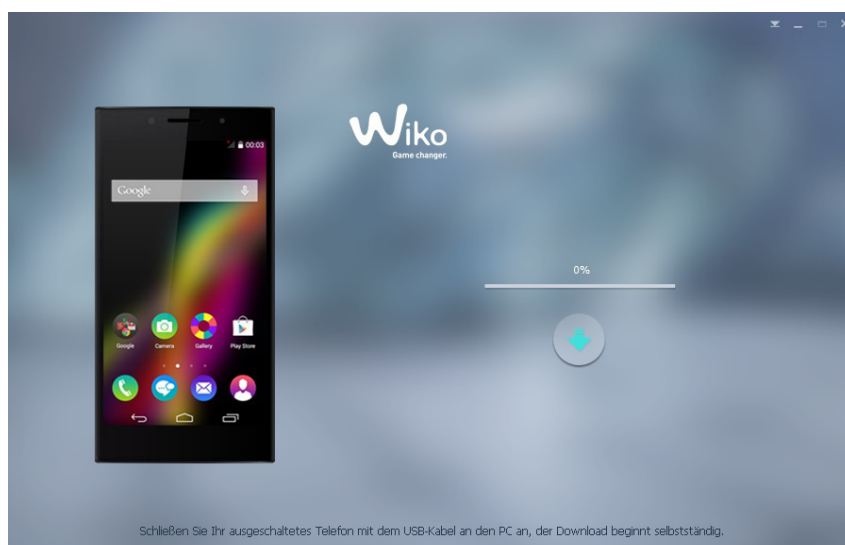 Wiko
Game changer.
00:03
Google
Google
Camera
Gallery
Play Store
0%
Schließen Sie Ihr ausgeschaltetes Telefon mit dem USB-Kabel an den PC an, der Download beginnt selbstständig.